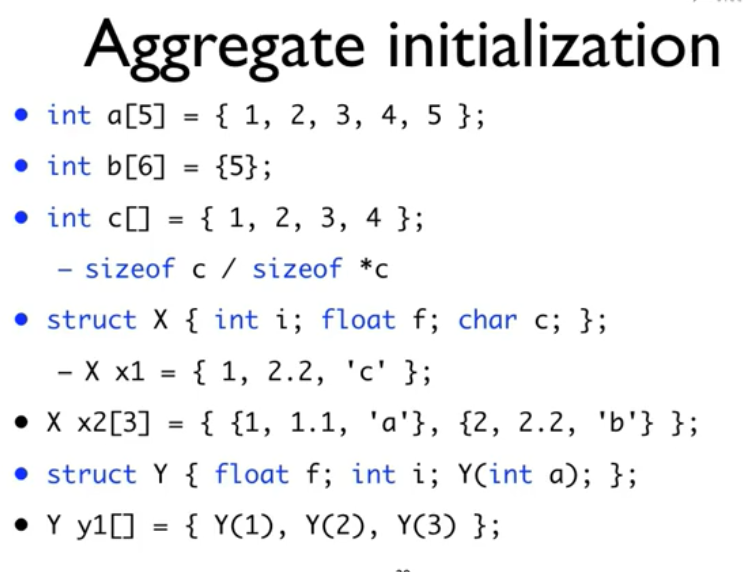 Aggregate initialization
• int a[5] = { 1, 2, 3, 4, 5 };
• int b[6] = {5};
• int c[] = { 1, 2, 3, 4 };
– sizeof c / sizeof *c
• struct X { int i; float f; char c; };
– X x1 = { 1, 2.2, 'c' };
• X x2[3] = { {1, 1.1, 'a'}, {2, 2.2, 'b'} };
• struct Y { float f; int i; Y(int a); };
• Y y1[] = { Y(1), Y(2), Y(3) };